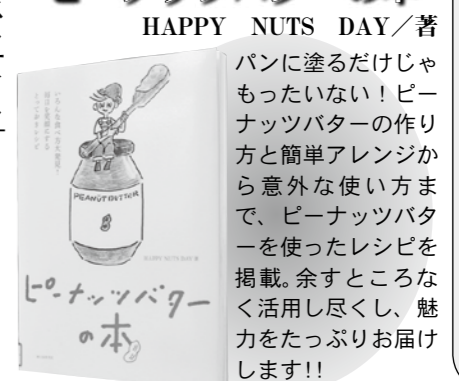 HAPPY NUTS DAY／著
パンに塗るだけじゃ
もったいない！ピー
ナッツバターの作り
方と簡単アレンジか
ら意外な使い方ま
で、ピーナッツバタ
ーを使ったレシピを
掲載。余すところな
く活用し尽くし、魅
力をたっぷりお届け
します!!
PEANUTBUTTER
HAPPY NUTS DAY 著
ピーナッツバター
の本